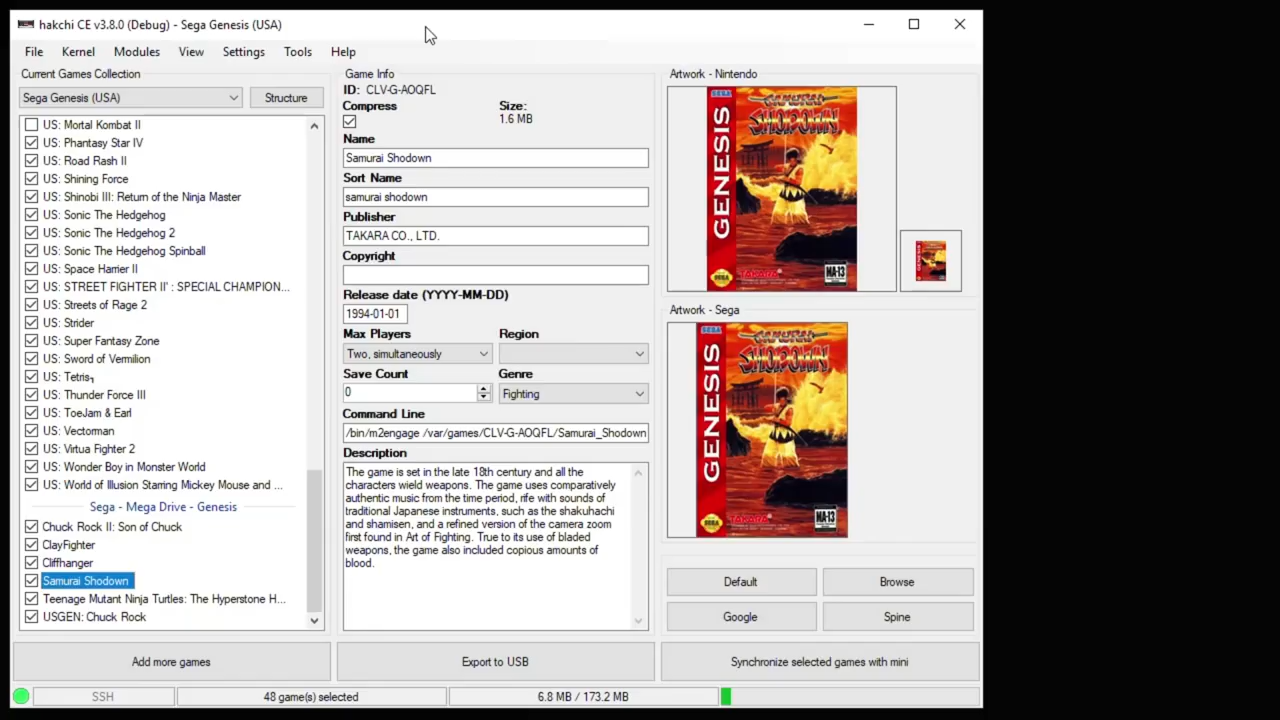 hakchi CE v3.8.0 (Debug) - Sega Genesis (USA)
File Kernel Modules View Settings Tools Help
Current Games Collection
Sega Genesis (USA) Structure
US: Mortal Kombat II
US: Phantasy Star IV
US: Road Rash II
US: Shining Force
US: Shinobi III: Return of the Ninja Master
US: Sonic The Hedgehog
US: Sonic The Hedgehog 2
US: Sonic The Hedgehog Spinball
US: Space Harrier II
US: STREET FIGHTER II' : SPECIAL CHAMPION...
US: Streets of Rage 2
US: Strider
US: Super Fantasy Zone
US: Sword of Vermilion
US: Tetris
US: Thunder Force III
US: ToeJam & Earl
US: Vectorman
US: Virtua Fighter 2
US: Wonder Boy in Monster World
US: World of Illusion Starring Mickey Mouse and ...
Sega - Mega Drive - Genesis
Chuck Rock II: Son of Chuck
ClayFighter
Cliffhanger
Samurai Shodown
Teenage Mutant Ninja Turtles: The Hyperstone H...
USGEN: Chuck Rock
Add more games
Game Info
ID: CLV-G-AOQFL
Compress
Size:
1.6 MB
Name
Samurai Shodown
Sort Name
samurai shodown
Publisher
TAKARA CO., LTD.
Copyright
Release date (YYYY-MM-DD)
1994-01-01
Max Players Region
Two, simultaneously
Save Count Genre
0 Fighting
Command Line
/bin/m2engage /var/games/CLV-G-AOQFL/Samurai_Shodown
Description
The game is set in the late 18th century and all the
characters wield weapons. The game uses comparatively
authentic music from the time period, rife with sounds of
traditional Japanese instruments, such as the shakuhachi
and shamisen, and a refined version of the camera zoom
first found in Art of Fighting. True to its use of bladed
weapons, the game also included copious amounts of
blood.
Export to USB
Artwork - Nintendo
SEGA
GENESIS
SAMURAI
SHODOWN
TAKARA
MA-13
Artwork - Sega
SEGA
GENESIS
SAMURAI
SHODOWN
TAKARA
MA-13
Default Browse
Google Spine
Synchronize selected games with mini
SSH 48 game(s) selected 6.8 MB / 173.2 MB